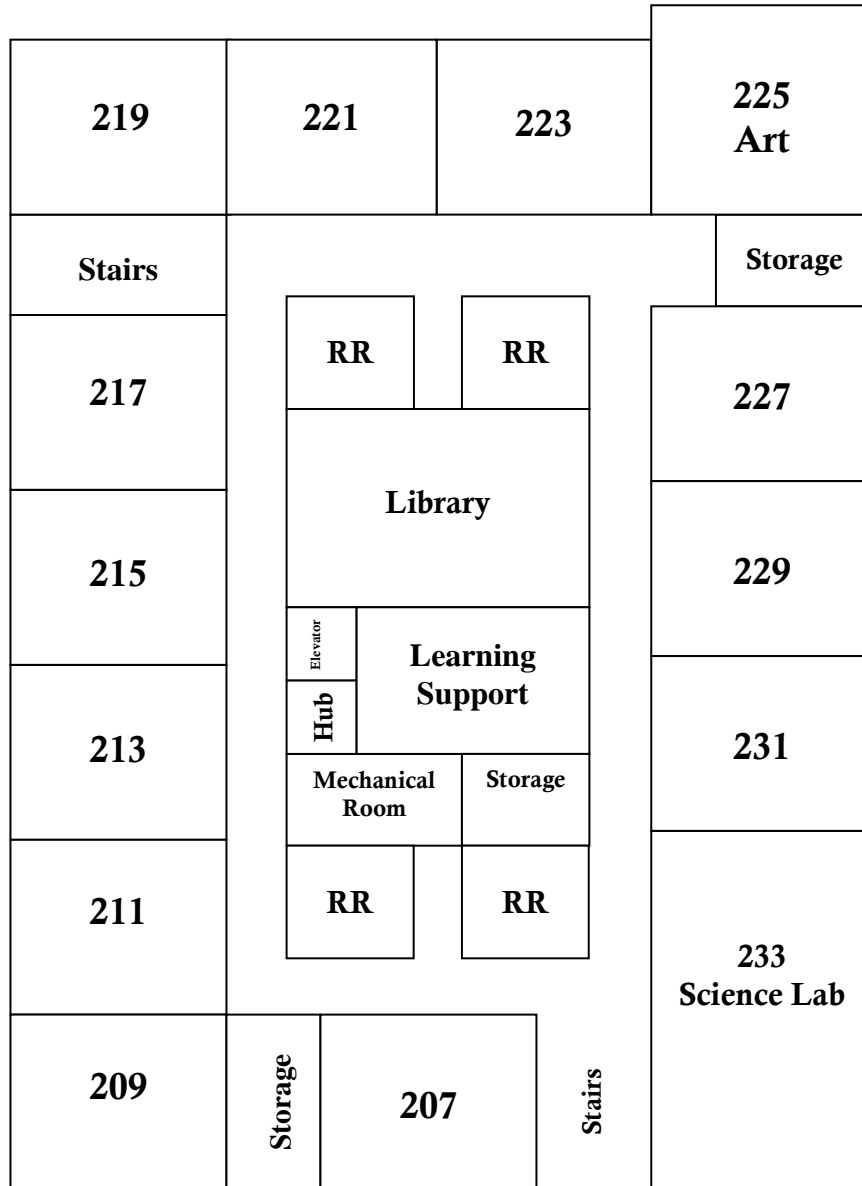 219
221
223
225
Art
Stairs
Storage
RR
RR
217
227
Library
215
229
Elevator
Learning
Support
Hub
213
231
Mechanical
Room
Storage
RR
RR
211
233
Science Lab
209
Storage
207
Stairs